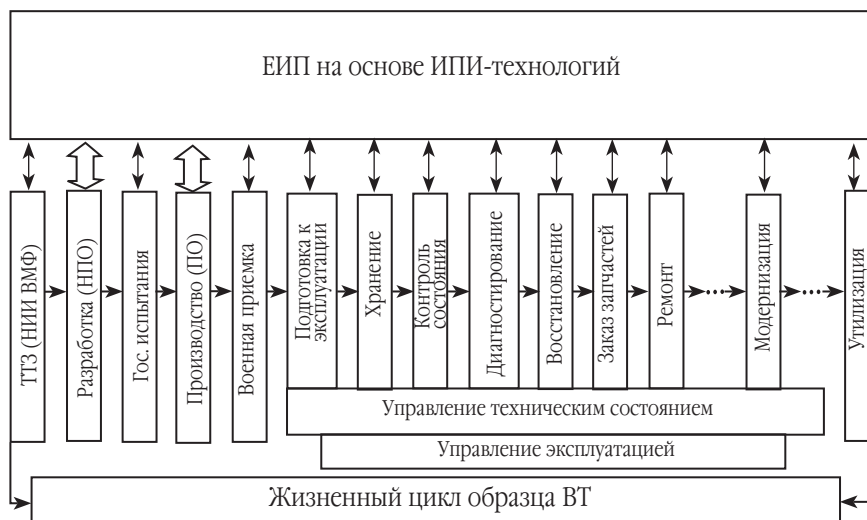 ЕИП на основе ИПИ-технологий
ТТЗ (НИИ ВМФ)
Разработка (НПО)
Гос. испытания
Производство (ПО)
Военная приемка
Подготовка к
эксплуатации
Хранение
Контроль
состояния
Диагностирование
Восстановление
Заказ запчастей
Ремонт
Модернизация
Утилизация
Управление техническим состоянием
Управление эксплуатацией
Жизненный цикл образца ВТ